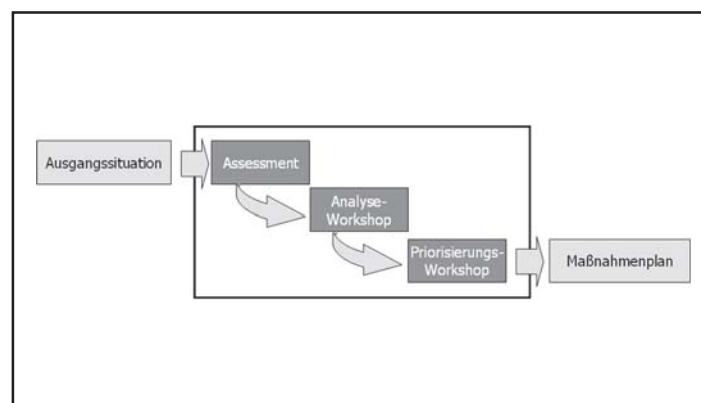 Ausgangssituation
Assessment
Analyse-
Workshop
Priorisierungs-
Workshop
Maßnahmenplan